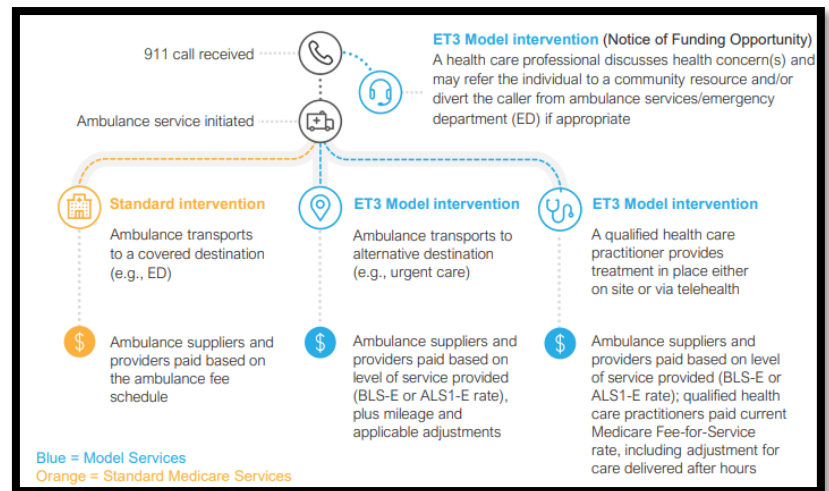 911 call received
ET3 Model intervention (Notice of Funding Opportunity)
A health care professional discusses health concern(s) and
may refer the individual to a community resource and/or
divert the caller from ambulance services/emergency
department (ED) if appropriate
Ambulance service initiated
Standard intervention
Ambulance transports
to a covered destination
(e.g., ED)
ET3 Model intervention
Ambulance transports to
alternative destination
(e.g., urgent care)
ET3 Model intervention
A qualified health care
practitioner provides
treatment in place either
on site or via telehealth
$
Ambulance suppliers and
providers paid based on
the ambulance fee
schedule
$
Ambulance suppliers and
providers paid based on
level of service provided
(BLS-E or ALS1-E rate),
plus mileage and
applicable adjustments
$
Ambulance suppliers and
providers paid based on level
of service provided (BLS-E or
ALS1-E rate); qualified health
care practitioners paid current
Medicare Fee-for-Service
rate, including adjustment for
care delivered after hours
Blue = Model Services
Orange = Standard Medicare Services